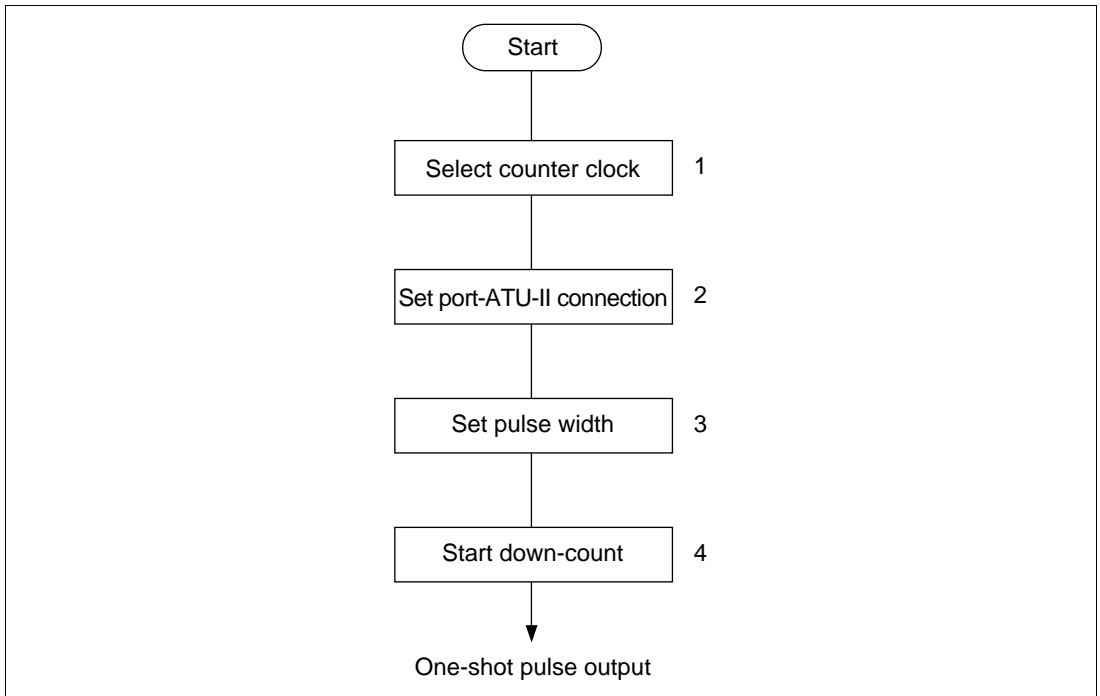 Start
Select counter clock 1
Set port-ATU-II connection 2
Set pulse width 3
Start down-count 4
One-shot pulse output